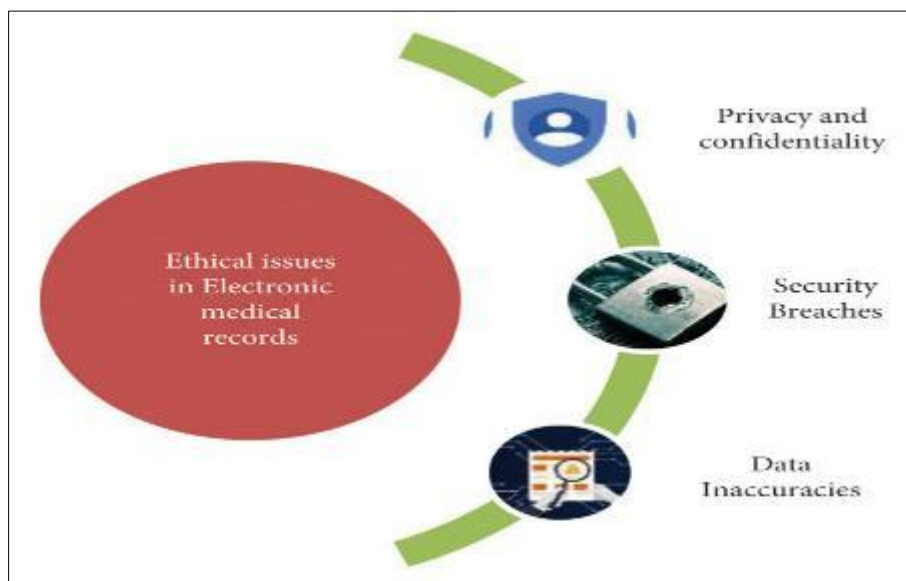 Ethical issues
in Electronic
medical
records
Privacy and
confidentiality
Security
Breaches
Data
Inaccuracies